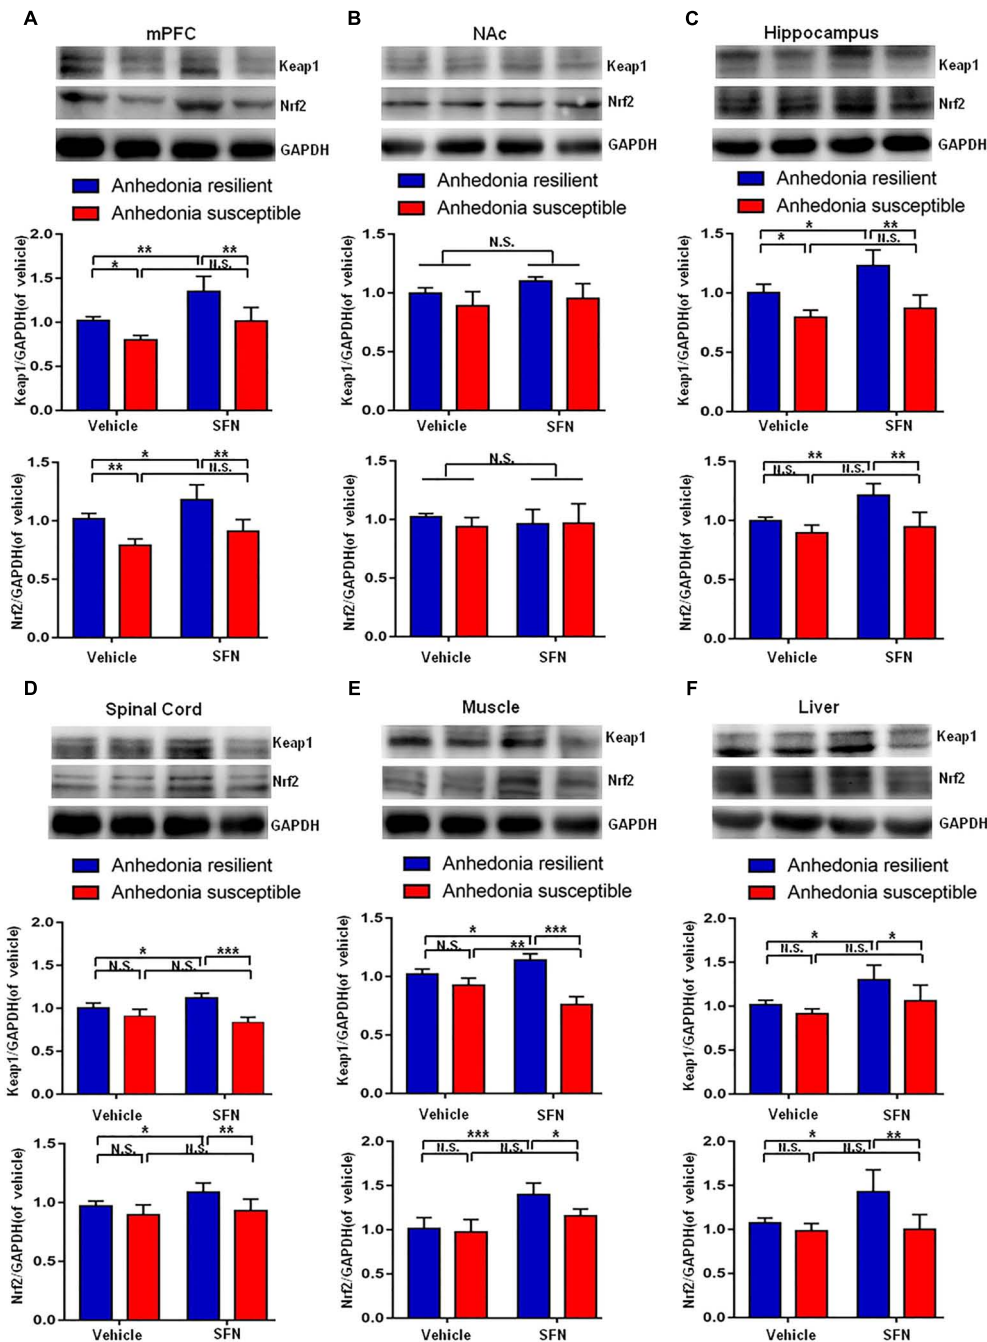 A
mPFC
Keap1
Nrf2
GAPDH
Anhedonia resilient
Anhedonia susceptible
Keap1/GAPDH(of vehicle)
2.0
1.5
1.0
0.5
0.0
** **
* N.S.
Vehicle SFN
Nrf2/GAPDH(of vehicle)
1.5
1.0
0.5
0.0
* **
** N.S.
Vehicle SFN
B
NAc
Keap1
Nrf2
GAPDH
Anhedonia resilient
Anhedonia susceptible
Keap1/GAPDH(of vehicle)
1.5
1.0
0.5
0.0
N.S.
Vehicle SFN
Nrf2/GAPDH(of vehicle)
1.5
1.0
0.5
0.0
N.S.
Vehicle SFN
C
Hippocampus
Keap1
Nrf2
GAPDH
Anhedonia resilient
Anhedonia susceptible
Keap1/GAPDH(of vehicle)
1.5
1.0
0.5
0.0
* **
* N.S.
Vehicle SFN
Nrf2/GAPDH(of vehicle)
1.5
1.0
0.5
0.0
** **
N.S. N.S.
Vehicle SFN
D
Spinal Cord
Keap1
Nrf2
GAPDH
Anhedonia resilient
Anhedonia susceptible
Keap1/GAPDH(of vehicle)
2.0
1.5
1.0
0.5
0.0
* ***
N.S. N.S.
Vehicle SFN
Nrf2/GAPDH(of vehicle)
1.5
1.0
0.5
0.0
* **
N.S. N.S.
Vehicle SFN
E
Muscle
Keap1
Nrf2
GAPDH
Anhedonia resilient
Anhedonia susceptible
Keap1/GAPDH(of vehicle)
1.5
1.0
0.5
0.0
* ***
N.S. **
Vehicle SFN
Nrf2/GAPDH(of vehicle)
2.0
1.5
1.0
0.5
0.0
*** *
N.S. N.S.
Vehicle SFN
F
Liver
Keap1
Nrf2
GAPDH
Anhedonia resilient
Anhedonia susceptible
Keap1/GAPDH(of vehicle)
2.0
1.5
1.0
0.5
0.0
* *
N.S. N.S.
Vehicle SFN
Nrf2/GAPDH(of vehicle)
2.0
1.5
1.0
0.5
0.0
* **
N.S. N.S.
Vehicle SFN